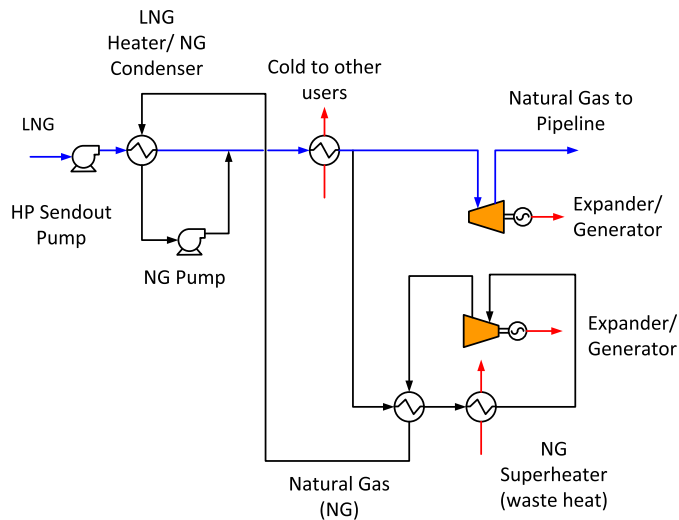 LNG
Heater/ NG
Condenser
Cold to other
users
Natural Gas to
Pipeline
LNG
HP Sendout
Pump
NG Pump
Expander/
Generator
Expander/
Generator
NG
Superheater
(waste heat)
Natural Gas
(NG)